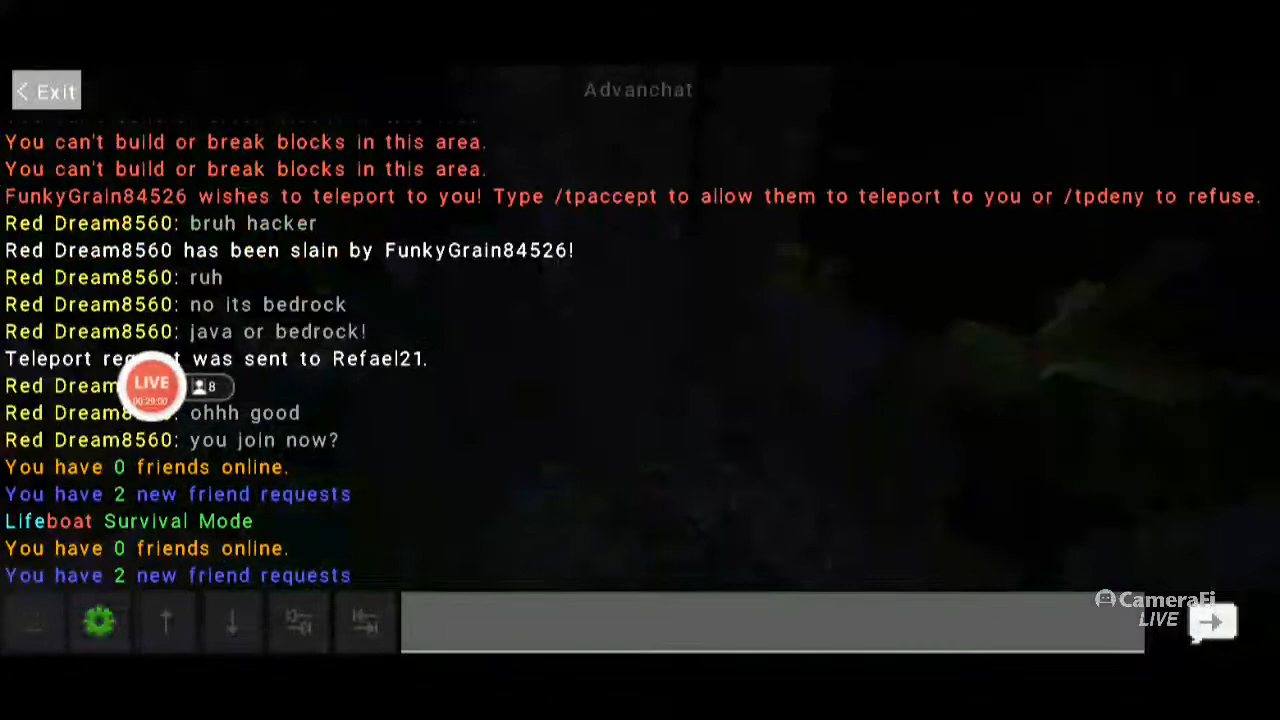 < Exit
Advanchat
You can't build or break blocks in this area.
You can't build or break blocks in this area.
FunkyGrain84526 wishes to teleport to you! Type /tpaccept to allow them to teleport to you or /tpdeny to refuse.
Red Dream8560: bruh hacker
Red Dream8560 has been slain by FunkyGrain84526!
Red Dream8560: ruh
Red Dream8560: no its bedrock
Red Dream8560: java or bedrock!
Teleport was sent to Refael21.
Red
LIVE
00:29:00
8
Red ohhh good
Red Dream8560: you join now?
You have 0 friends online.
You have 2 new friend requests
Lifeboat Survival Mode
You have 0 friends online.
You have 2 new friend requests
CameraFi
LIVE